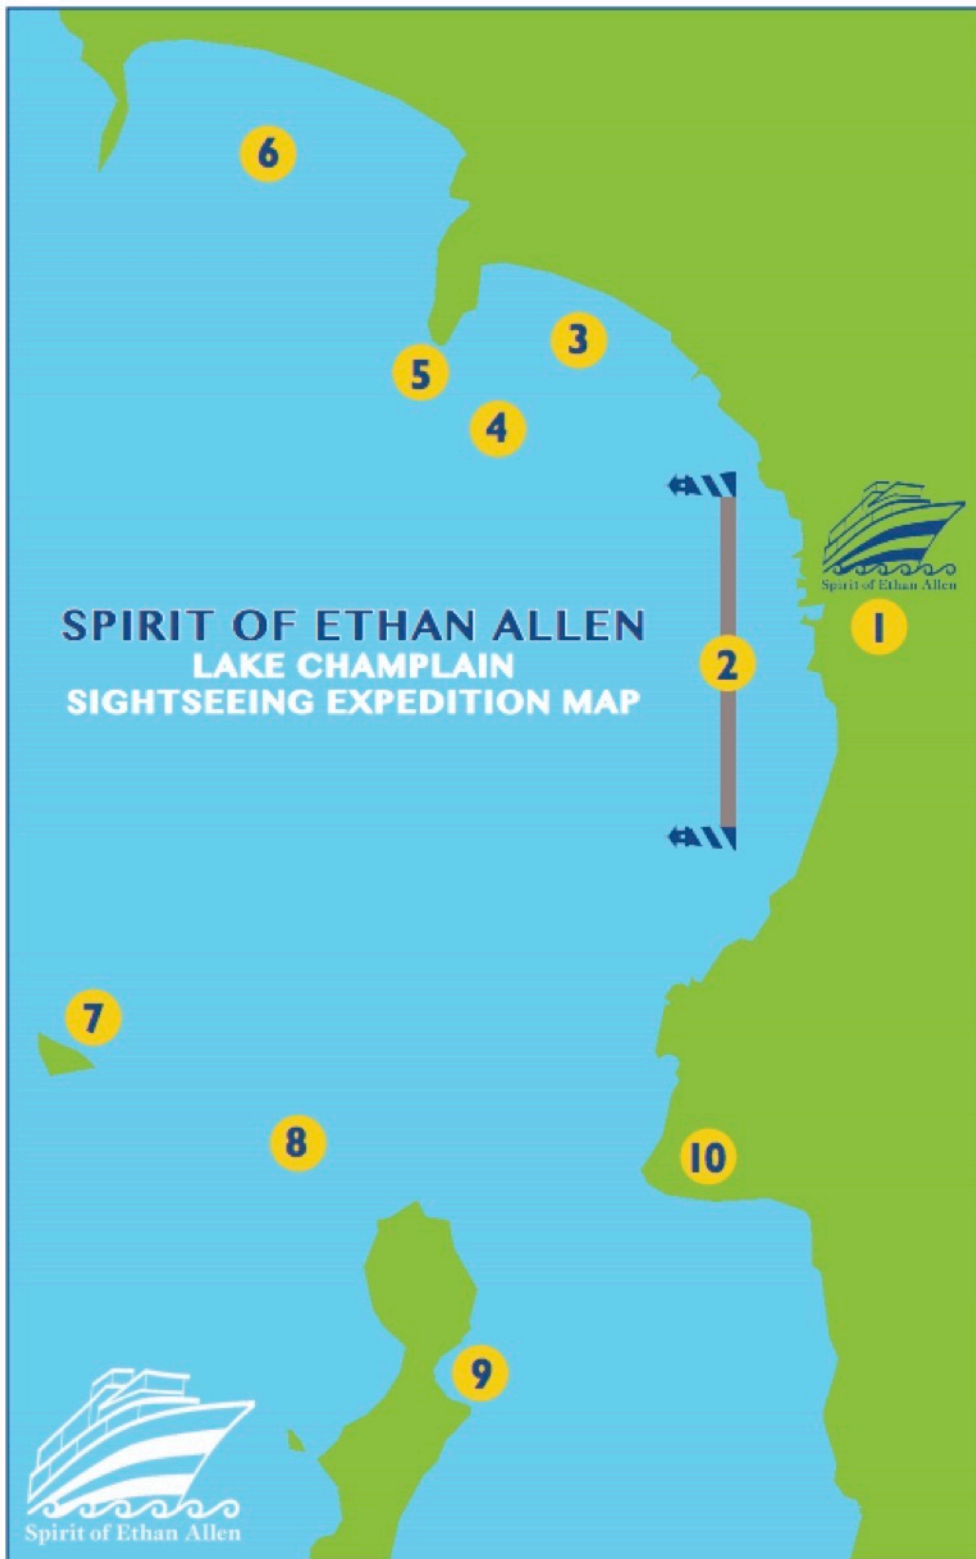 6
3
5
4
Spirit of Ethan Allen
1
SPIRIT OF ETHAN ALLEN
LAKE CHAMPLAIN
SIGHTSEEING EXPEDITION MAP
2
7
8
10
9
Spirit of Ethan Allen